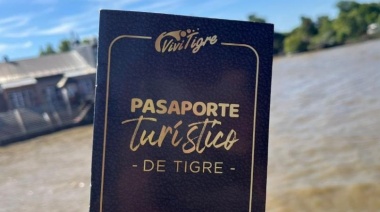 ViviTigre
PASAPORTE
turístico
- DE TIGRE -